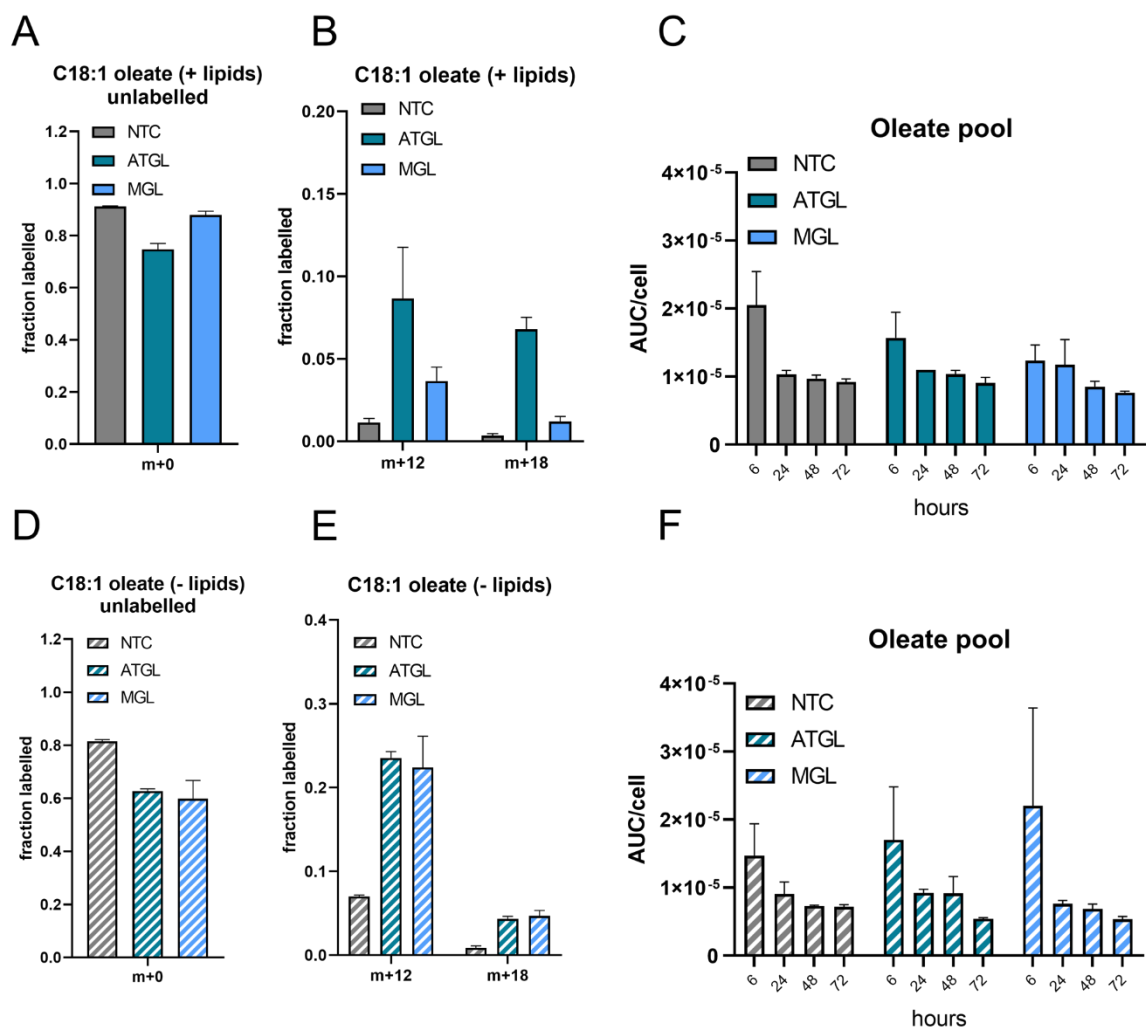 A
C18:1 oleate (+ lipids)
unlabelled
NTC
ATGL
MGL
fraction labelled
1.2
1.0
0.8
0.6
0.4
0.2
0.0
m+0
B
C18:1 oleate (+ lipids)
NTC
ATGL
MGL
fraction labelled
0.20
0.15
0.10
0.05
0.00
m+12
m+18
C
Oleate pool
NTC
ATGL
MGL
AUC/cell
4×10⁻⁵
3×10⁻⁵
2×10⁻⁵
1×10⁻⁵
0
6 24 48 72 6 24 48 72 6 24 48 72
hours
D
C18:1 oleate (- lipids)
unlabelled
NTC
ATGL
MGL
fraction labelled
1.2
1.0
0.8
0.6
0.4
0.2
0.0
m+0
E
C18:1 oleate (- lipids)
NTC
ATGL
MGL
fraction labelled
0.4
0.3
0.2
0.1
0.0
m+12
m+18
F
Oleate pool
NTC
ATGL
MGL
AUC/cell
4×10⁻⁵
3×10⁻⁵
2×10⁻⁵
1×10⁻⁵
0
6 24 48 72 6 24 48 72 6 24 48 72
hours